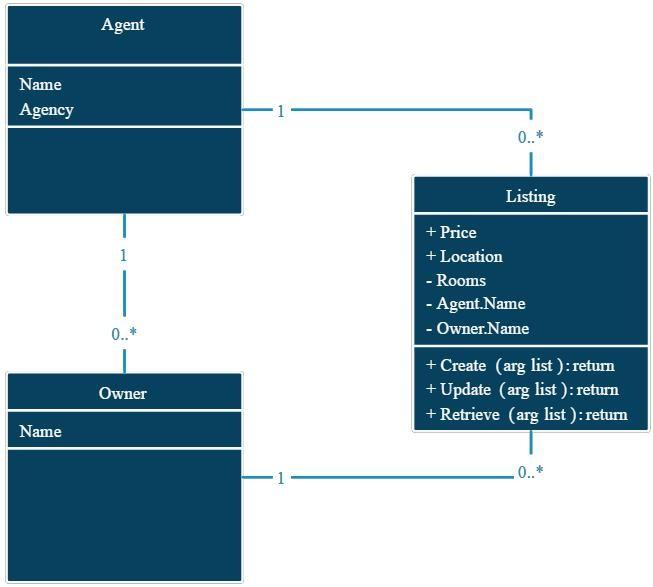 Agent
Name
Agency
1
0..*
1
0..*
Listing
+ Price
+ Location
- Rooms
- Agent.Name
- Owner.Name
+ Create (arg list ):return
+ Update (arg list ):return
+ Retrieve (arg list ):return
Owner
Name
1
0..*